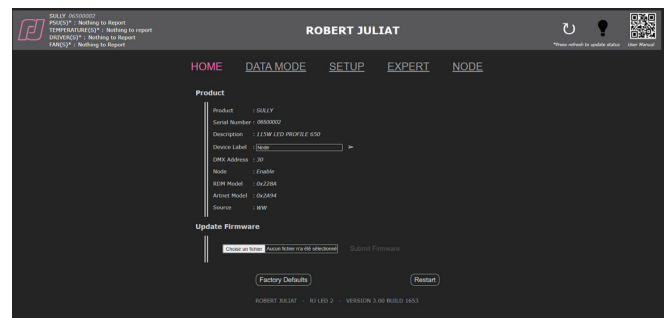 SULLY 06500002
PSU(S)* : Nothing to Report
TEMPERATURE(S)* : Nothing to report
DRIVER(S)* : Nothing to Report
FAN(S)* : Nothing to Report
ROBERT JULIAT
*Press refresh to update status
User Manual
HOME DATA MODE SETUP EXPERT NODE
Product
Product : SULLY
Serial Number : 06500002
Description : 115W LED PROFILE 650
Device Label : Node
DMX Address : 30
Node : Enable
RDM Model : 0x228A
Artnet Model : 0x2A94
Source : WW
Update Firmware
Choisir un fichier Aucun fichier n'a été sélectionné Submit Firmware
Factory Defaults Restart
ROBERT JULIAT - RJ LED 2 - VERSION 2.00 BUILD 1653